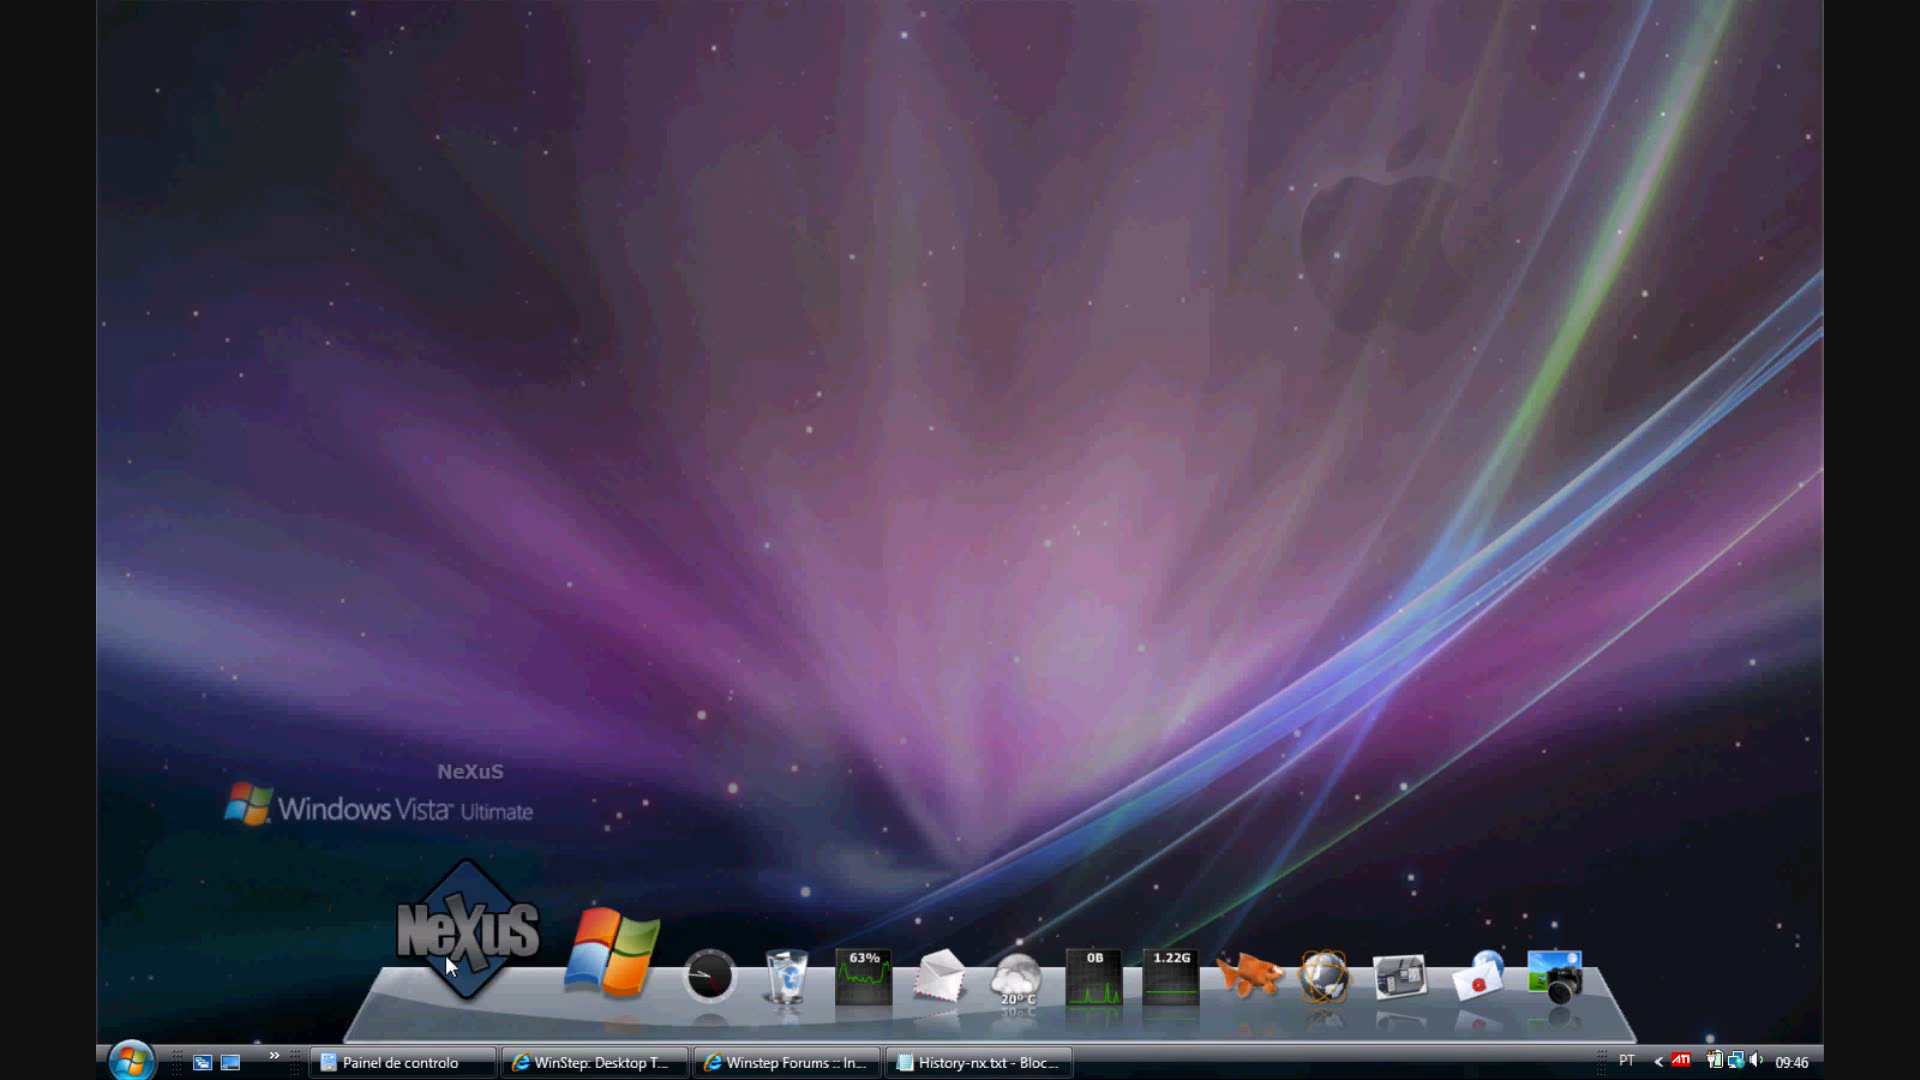 NeXuS
Windows Vista™ Ultimate
NeXuS
63%
20º C
0B
1.22G
Painel de controlo
WinStep: Desktop T...
Winstep Forums :: In...
History-nx.txt - Bloc...
PT
ATI
09:46